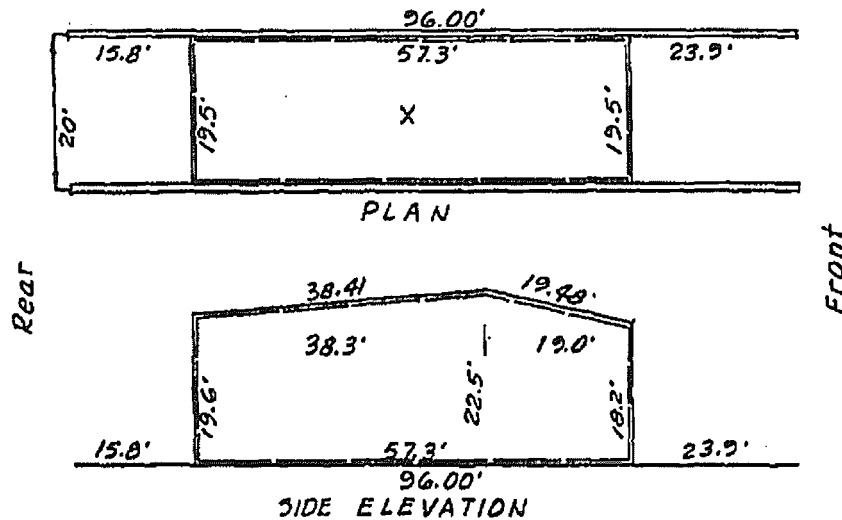 96.00'
15.8' 57.3' 23.9'
20' 19.5' X 19.5'
PLAN
Rear
Front
38.41 19.48'
38.3' 19.0'
19.6' 22.5' 18.2'
15.8' 57.3' 23.9'
96.00'
SIDE ELEVATION